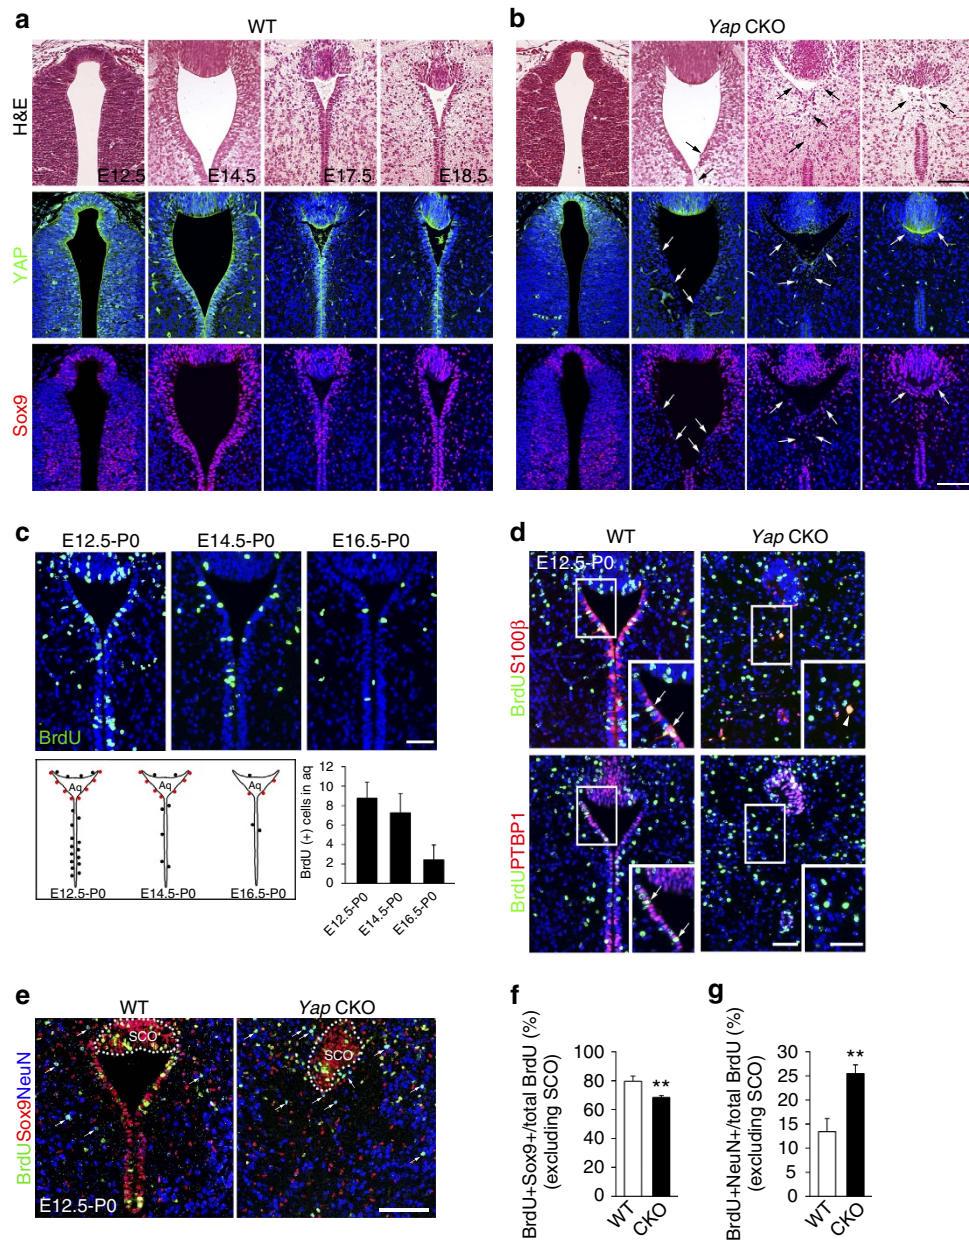 a
WT
b
Yap CKO
H&E
E12.5
E14.5
E17.5
E18.5
YAP
Sox9
c
E12.5-P0
E14.5-P0
E16.5-P0
BrdU
Aq
Aq
Aq
E12.5-P0
E14.5-P0
E16.5-P0
BrdU (+) cells in aq
12
10
8
6
4
2
0
E12.5-P0
E14.5-P0
E16.5-P0
d
WT
Yap CKO
E12.5-P0
BrdUS100β
BrdUPTBP1
e
WT
Yap CKO
BrdUSox9NeuN
SCO
SCO
E12.5-P0
f
BrdU+Sox9+/total BrdU (%)
(excluding SCO)
100
80
60
40
20
0
**
WT
CKO
g
BrdU+NeuN+/total BrdU (%)
(excluding SCO)
30
25
20
15
10
5
0
**
WT
CKO